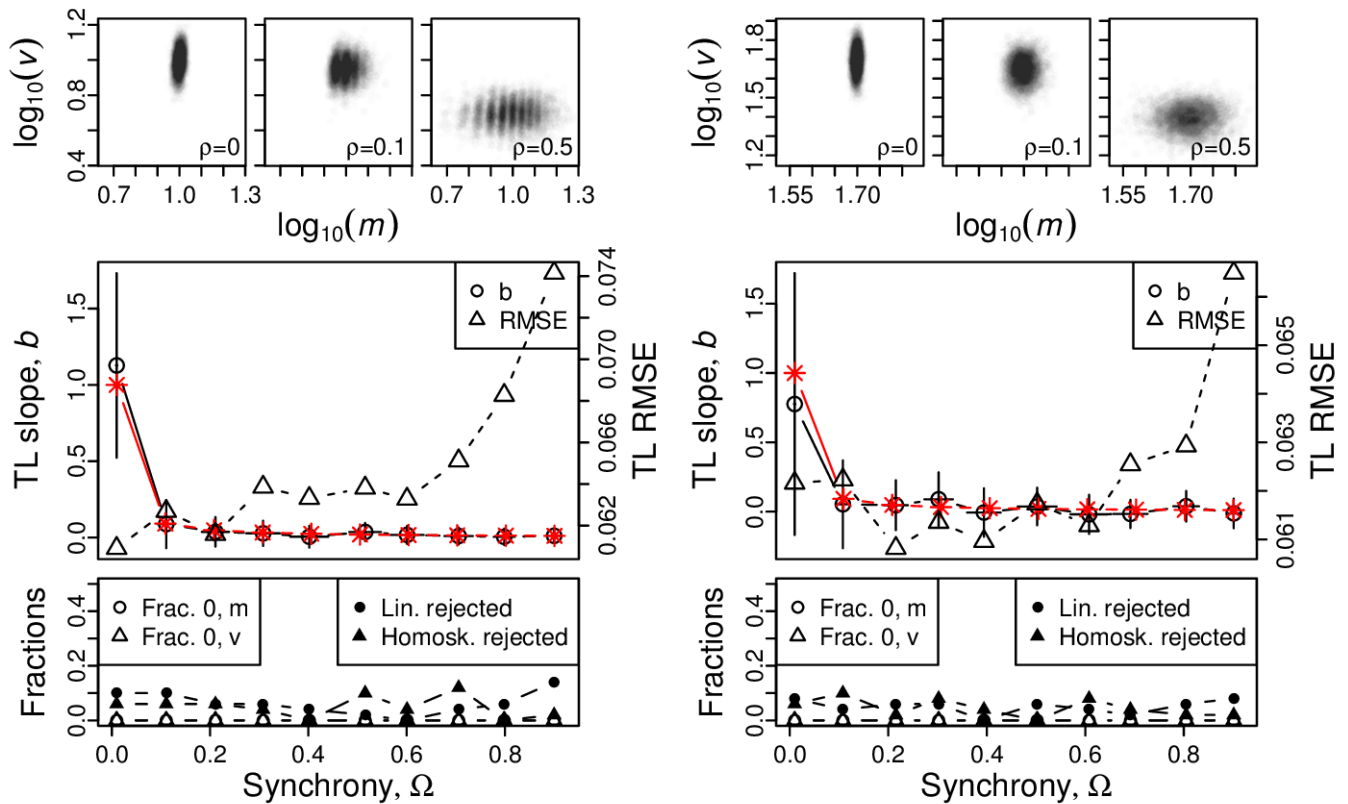 log10(v)
0.4 0.8 1.2
ρ=0
ρ=0.1
ρ=0.5
0.7 1.0 1.3
0.7 1.0 1.3
log10(m)
log10(v)
1.2 1.5 1.8
ρ=0
ρ=0.1
ρ=0.5
1.55 1.70
1.55 1.70
log10(m)
TL slope, b
0.0 0.5 1.0 1.5
b
RMSE
0.062 0.066 0.070 0.074
TL RMSE
TL slope, b
0.0 0.5 1.0 1.5
b
RMSE
0.061 0.063 0.065
TL RMSE
Fractions
0.0 0.2 0.4
Frac. 0, m
Frac. 0, v
Lin. rejected
Homosk. rejected
0.0 0.2 0.4 0.6 0.8
Synchrony, Ω
Fractions
0.0 0.2 0.4
Frac. 0, m
Frac. 0, v
Lin. rejected
Homosk. rejected
0.0 0.2 0.4 0.6 0.8
Synchrony, Ω